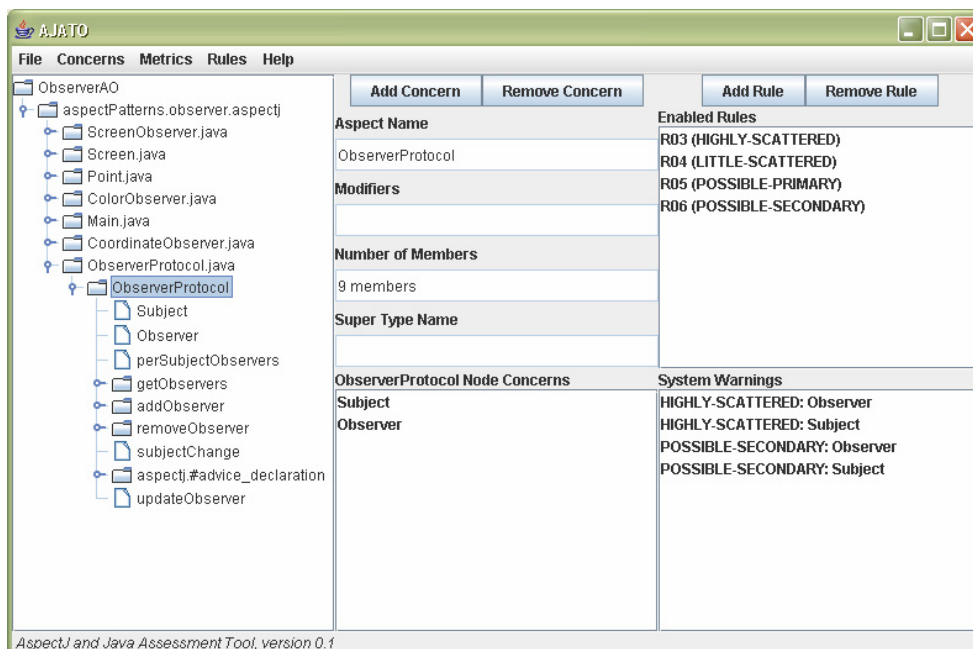 AJATO
File Concerns Metrics Rules Help
ObserverAO
aspectPatterns.observer.aspectj
ScreenObserver.java
Screen.java
Point.java
ColorObserver.java
Main.java
CoordinateObserver.java
ObserverProtocol.java
ObserverProtocol
Subject
Observer
perSubjectObservers
getObservers
addObserver
removeObserver
subjectChange
aspectj.#advice_declaration
updateObserver
Add Concern Remove Concern
Aspect Name
ObserverProtocol
Modifiers
Number of Members
9 members
Super Type Name
ObserverProtocol Node Concerns
Subject
Observer
Add Rule Remove Rule
Enabled Rules
R03 (HIGHLY-SCATTERED)
R04 (LITTLE-SCATTERED)
R05 (POSSIBLE-PRIMARY)
R06 (POSSIBLE-SECONDARY)
System Warnings
HIGHLY-SCATTERED: Observer
HIGHLY-SCATTERED: Subject
POSSIBLE-SECONDARY: Observer
POSSIBLE-SECONDARY: Subject
AspectJ and Java Assessment Tool, version 0.1